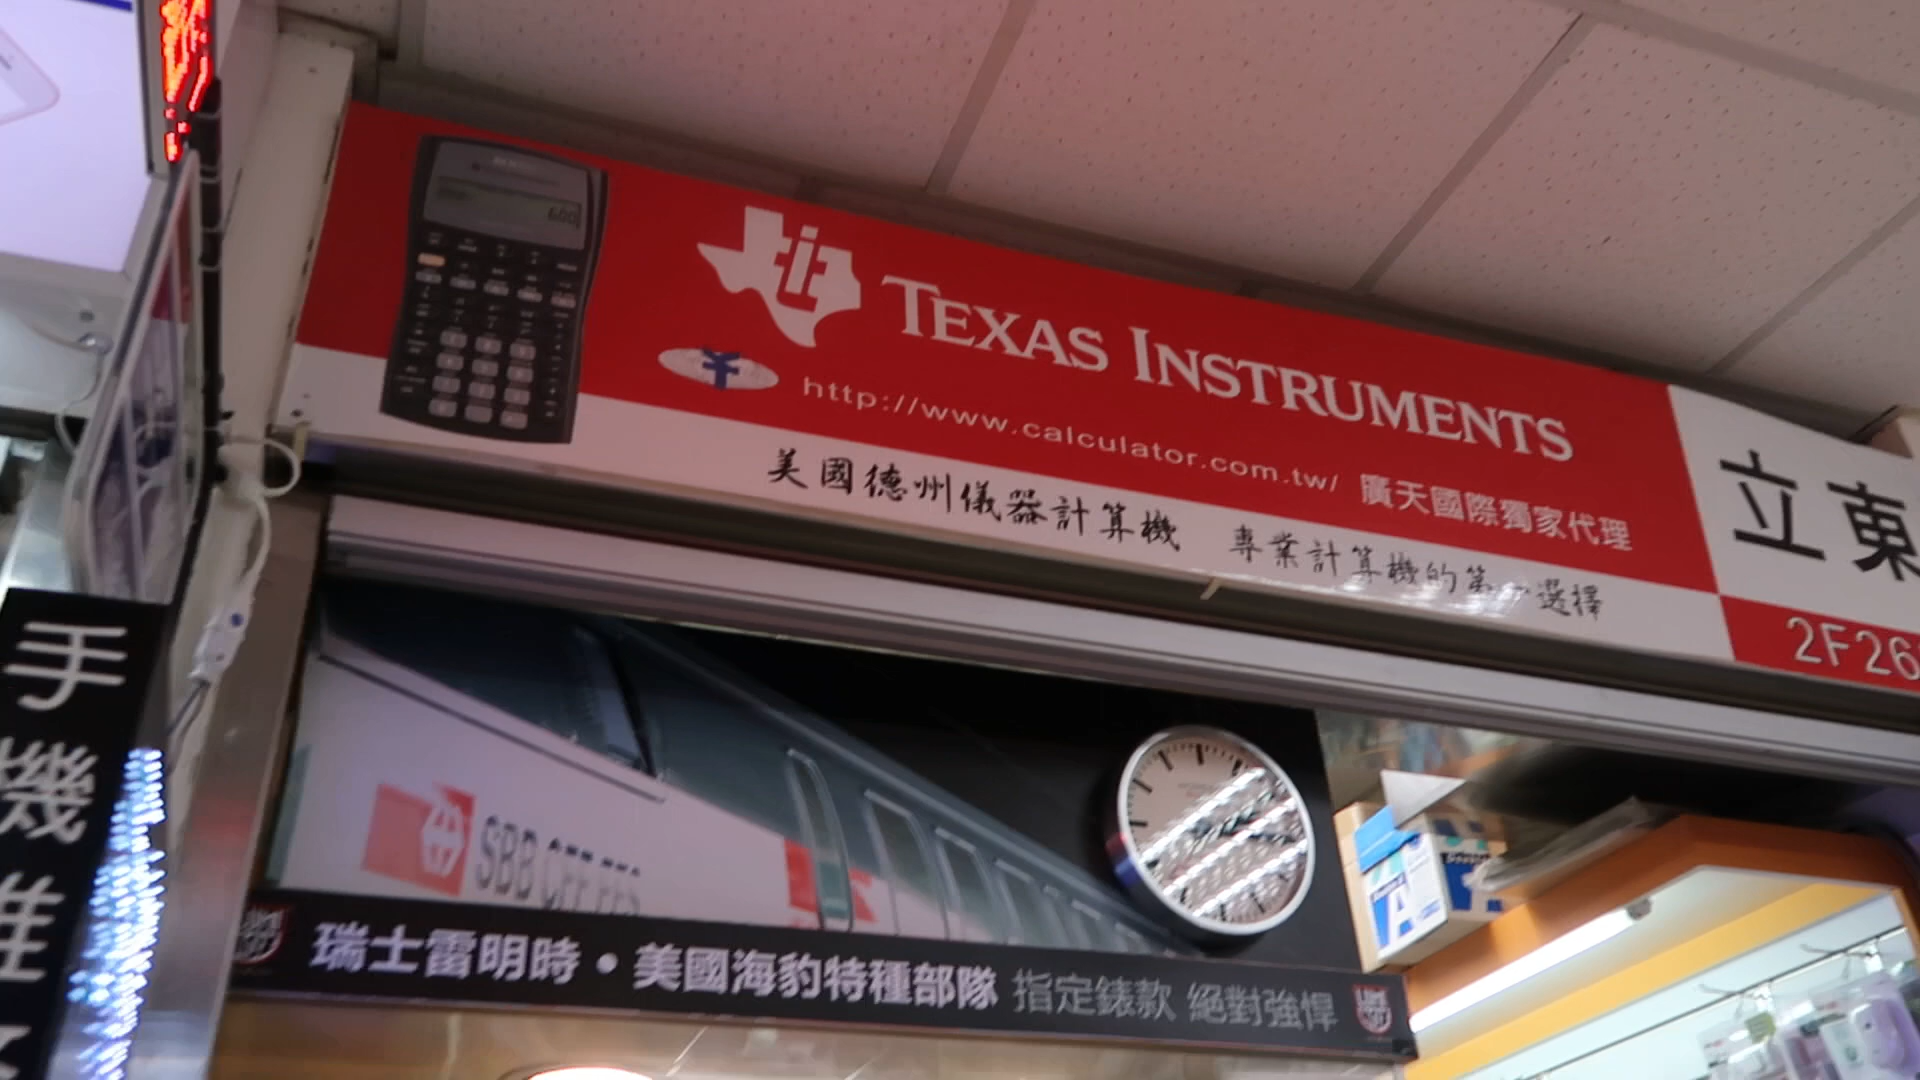 TEXAS INSTRUMENTS
http://www.calculator.com.tw/ 廣天國際獨家代理
美國德州儀器計算機 專業計算機的第一選擇
立東
2F26
600
手機維
SBB CFF FFS
瑞士雷明時・美國海豹特種部隊 指定錶款 絕對強悍